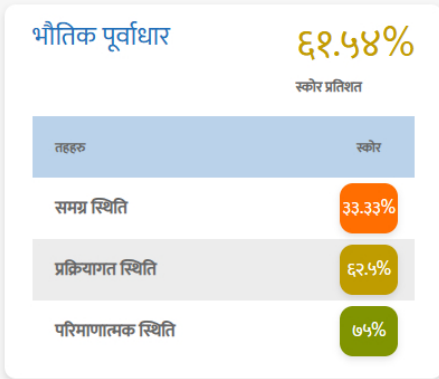 भौतिक पूर्वाधार
६१.५४%
स्कोर प्रतिशत
तहहरु स्कोर
समग्र स्थिति ३३.३३%
प्रक्रियागत स्थिति ६२.५%
परिमाणात्मक स्थिति ७५%